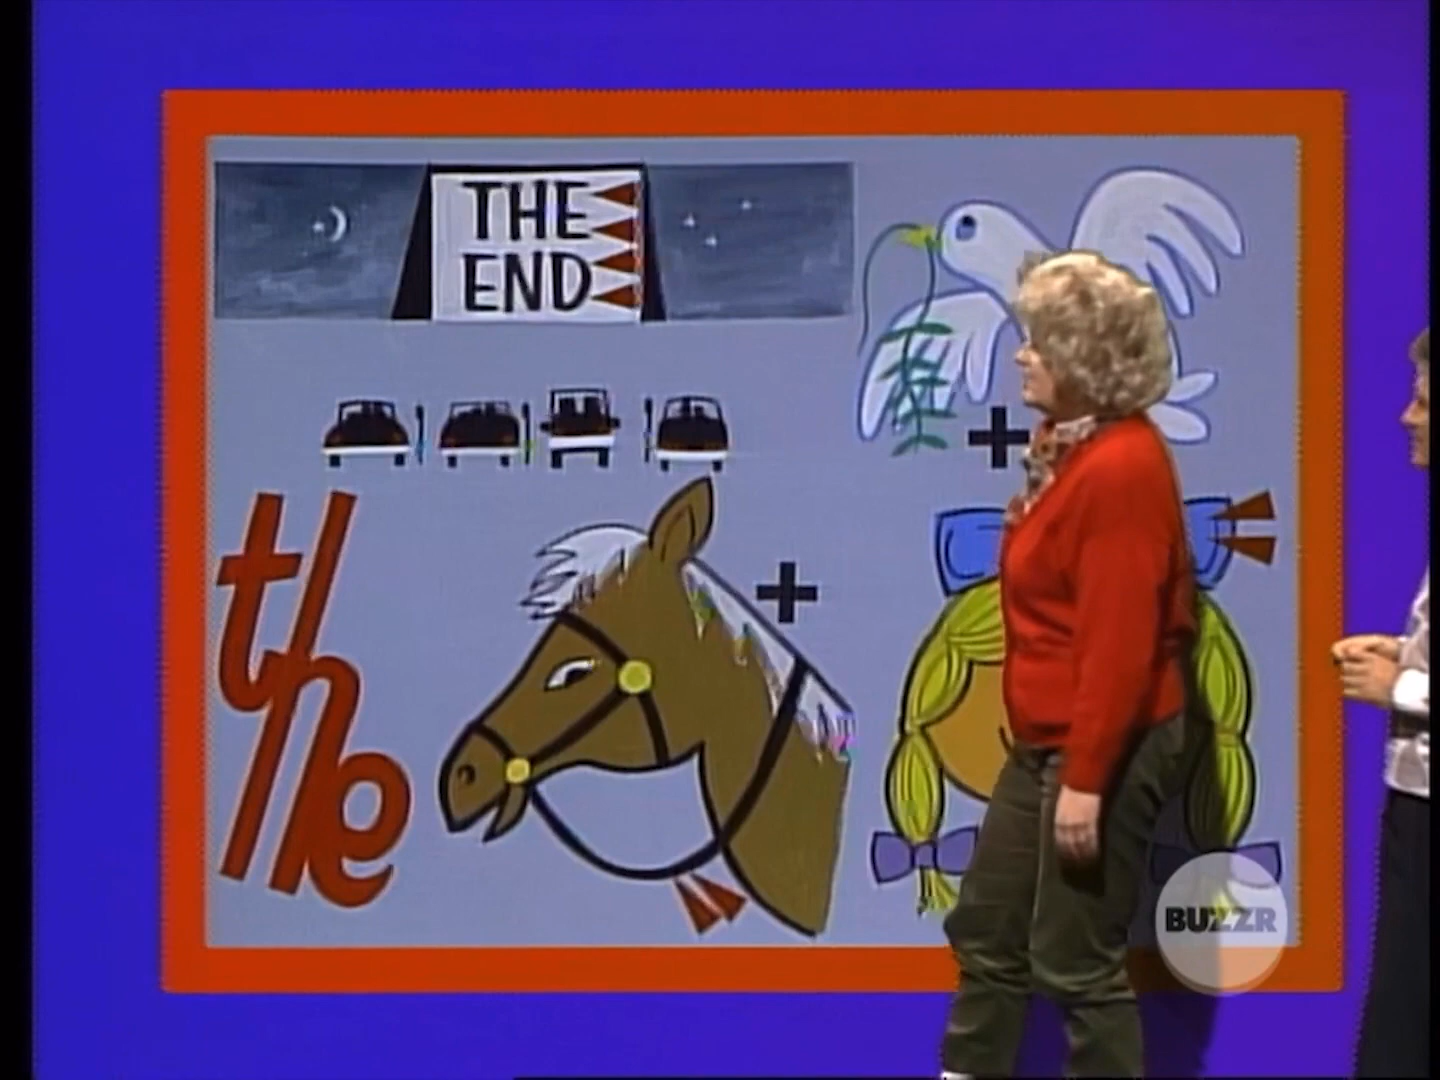 THE
END
+
the
+
BUZZR